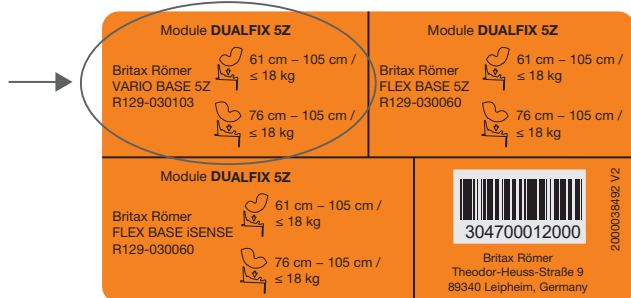 Module DUALFIX 5Z
Britax Römer
VARIO BASE 5Z
R129-030103
61 cm – 105 cm /
≤ 18 kg
76 cm – 105 cm /
≤ 18 kg
Module DUALFIX 5Z
Britax Römer
FLEX BASE 5Z
R129-030060
61 cm – 105 cm /
≤ 18 kg
76 cm – 105 cm /
≤ 18 kg
Module DUALFIX 5Z
Britax Römer
FLEX BASE iSENSE
R129-030060
61 cm – 105 cm /
≤ 18 kg
76 cm – 105 cm /
≤ 18 kg
304700012000
Britax Römer
Theodor-Heuss-Straße 9
89340 Leipheim, Germany
2000038492 V2